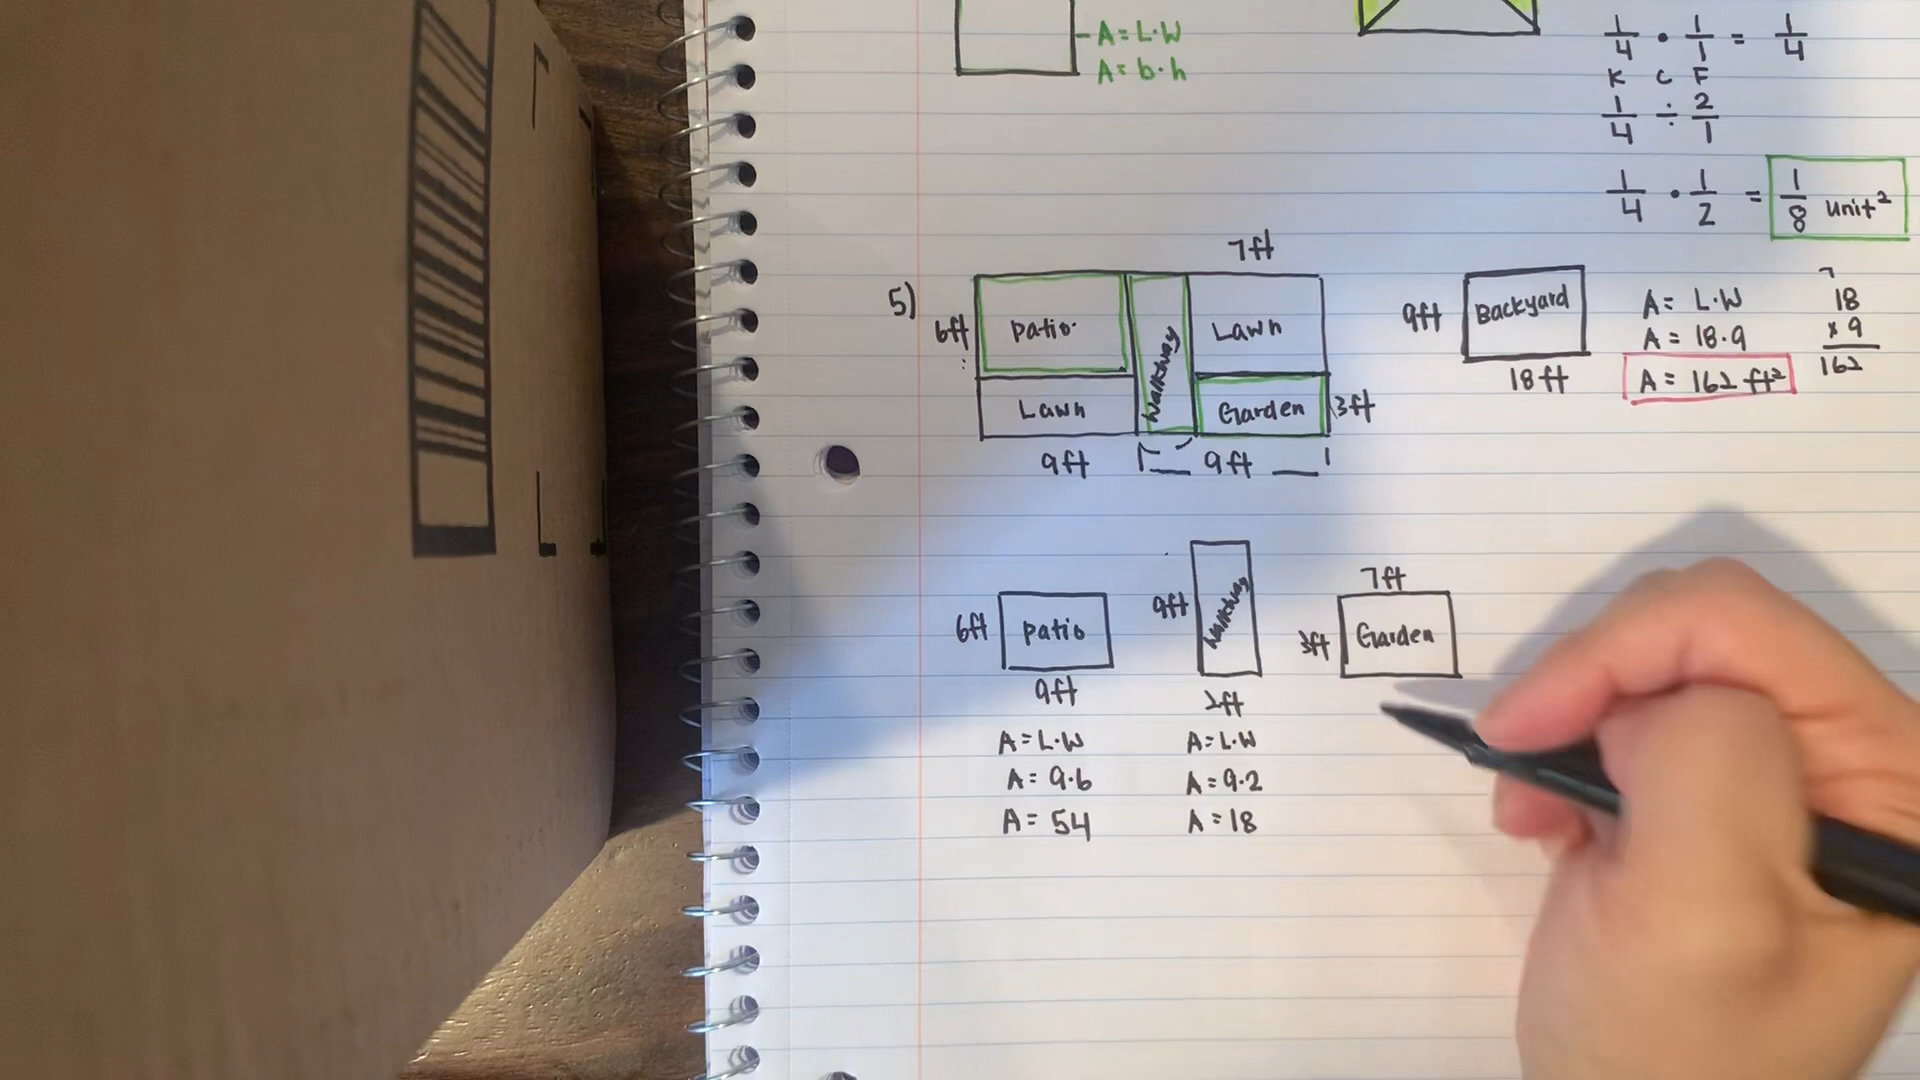 A = L·W
A = b·h
1/4 · 1/1 = 1/4
K C F
1/4 ÷ 2/1
1/4 · 1/2 = 1/8 unit²
5)
7ft
6ft
Patio
Walkway
Lawn
Lawn
Garden
3ft
9ft
9ft
9ft
Backyard
18ft
A = L·W
A = 18·9
A = 162 ft²
7
18
x 9
162
6ft
Patio
9ft
A = L·W
A = 9·6
A = 54
9ft
Walkway
2ft
A = L·W
A = 9·2
A = 18
7ft
3ft
Garden